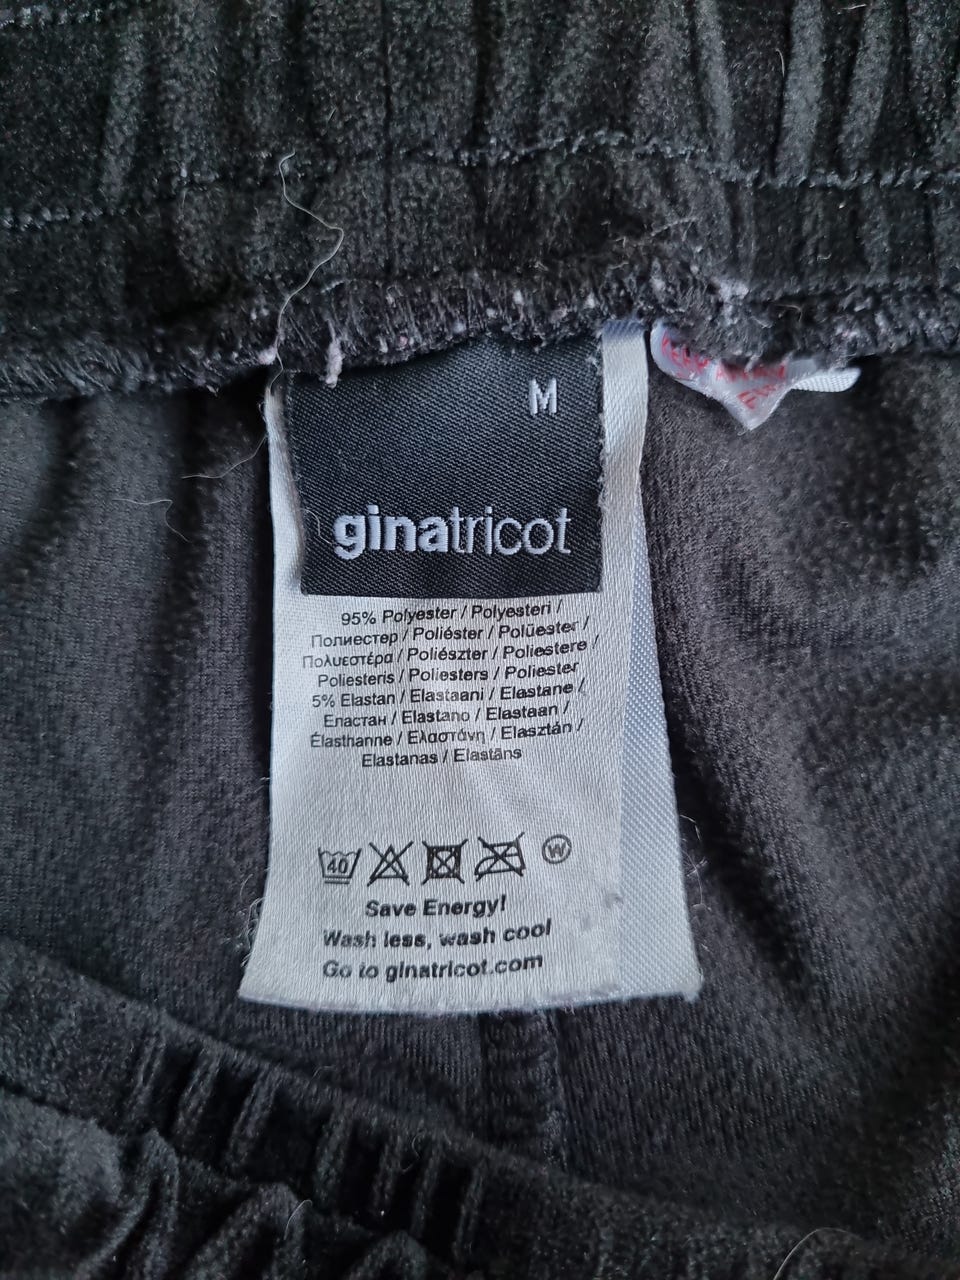 M
ginatricot
KEEP A
95% Polyester / Polyesteri /
Полиестер / Poliéster / Polüester /
Πολυεστέρα / Poliészter / Poliestere /
Poliesteris / Poliesters / Poliester
5% Elastan / Elastaani / Elastane /
Еластан / Elastano / Elastaan /
Élasthanne / Ελαστάνη / Elasztán /
Elastanas / Elastāns
40
W
Save Energy!
Wash less, wash cool
Go to ginatricot.com